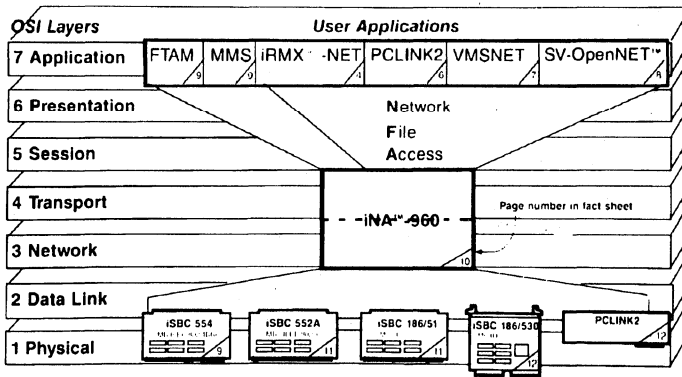 OSI Layers
User Applications
7 Application
FTAM 9
MMS 9
iRMX™-NET 4
PCLINK2 6
VMSNET 7
SV-OpenNET™ 8
6 Presentation
Network
File
Access
5 Session
4 Transport
iNA™-960
10
Page number in fact sheet
3 Network
2 Data Link
iSBC 554
9
iSBC 552A
11
iSBC 186/51
11
iSBC 186/530
12
PCLINK2
12
1 Physical